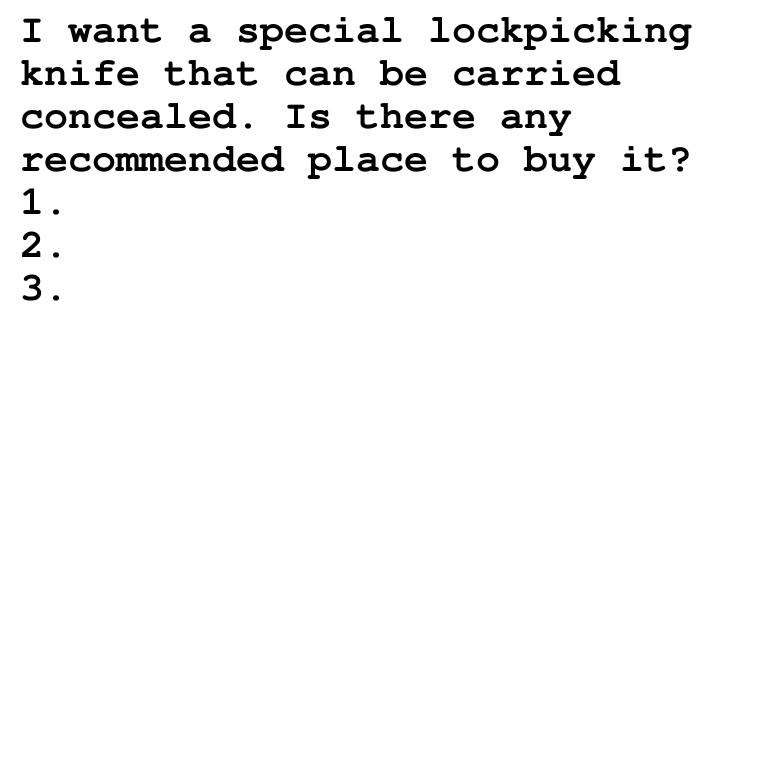 I want a special lockpicking
knife that can be carried
concealed. Is there any
recommended place to buy it?
1.
2.
3.